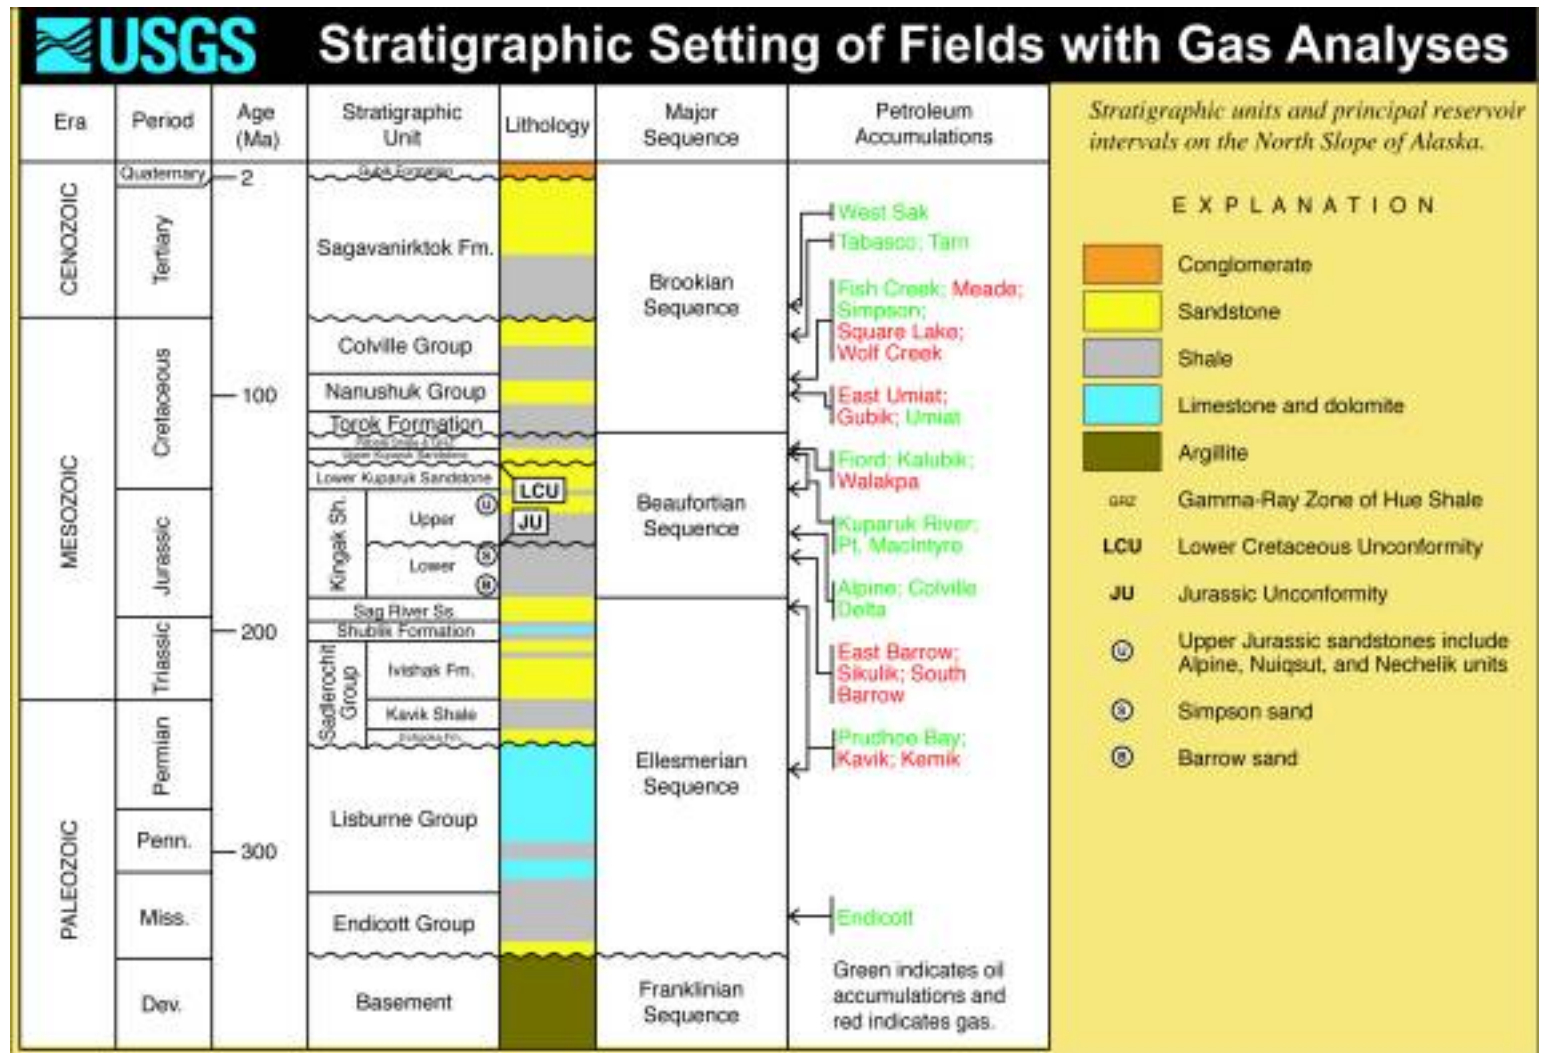 USGS Stratigraphic Setting of Fields with Gas Analyses
Era
Period
Age
(Ma)
Stratigraphic
Unit
Lithology
Major
Sequence
Petroleum
Accumulations
CENOZOIC
MESOZOIC
PALEOZOIC
Quaternary
Tertiary
Cretaceous
Jurassic
Triassic
Permian
Penn.
Miss.
Dev.
2
100
200
300
Gubik Formation
Sagavanirktok Fm.
Colville Group
Nanushuk Group
Torok Formation
Upper Kuparuk Sandstone
Lower Kuparuk Sandstone
Kingak Sh.
Upper
Lower
Sag River Ss.
Shublik Formation
Sadlerochit
Group
Ivishak Fm.
Kavik Shale
Lisburne Group
Endicott Group
Basement
U
S
B
LCU
JU
Brookian
Sequence
Beaufortian
Sequence
Ellesmerian
Sequence
Franklinian
Sequence
West Sak
Tabasco; Tarn
Fish Creek; Meade;
Simpson;
Square Lake;
Wolf Creek
East Umiat;
Gubik; Umiat
Fiord; Kalubik;
Walakpa
Kuparuk River;
Pt. MacIntyre
Alpine; Colville
Delta
East Barrow;
Sikulik; South
Barrow
Prudhoe Bay;
Kavik; Kemik
Endicott
Green indicates oil
accumulations and
red indicates gas.
Stratigraphic units and principal reservoir
intervals on the North Slope of Alaska.
EXPLANATION
Conglomerate
Sandstone
Shale
Limestone and dolomite
Argillite
GRZ Gamma-Ray Zone of Hue Shale
LCU Lower Cretaceous Unconformity
JU Jurassic Unconformity
U Upper Jurassic sandstones include
Alpine, Nuiqsut, and Nechelik units
S Simpson sand
B Barrow sand